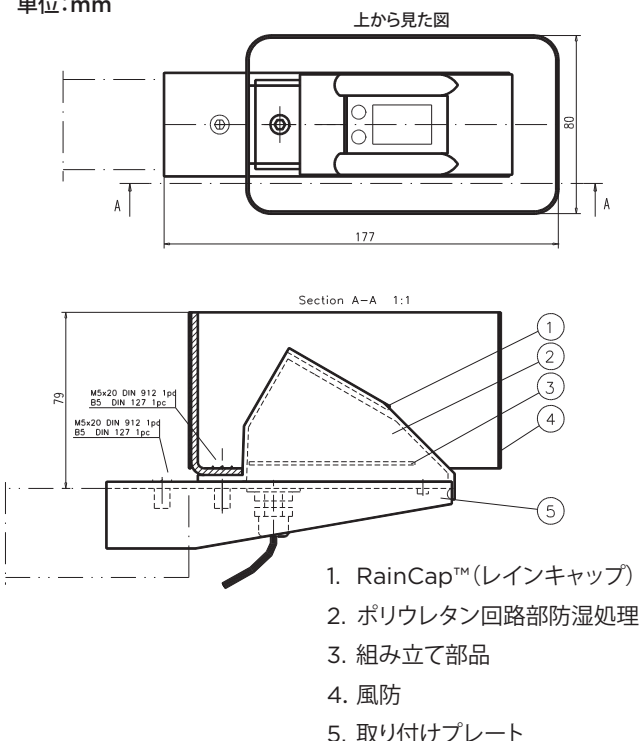 単位：mm
上から見た図
80
A
A
177
Section A-A 1:1
1
2
79
M5x20 DIN 912 1pc
B5 DIN 127 1pc
3
M5x20 DIN 912 1pc
B5 DIN 127 1pc
4
5
1. RainCap™（レインキャップ）
2. ポリウレタン回路部防湿処理
3. 組み立て部品
4. 風防
5. 取り付けプレート